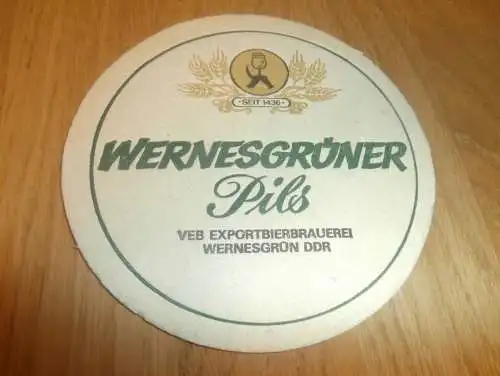 ·SEIT 1436·
WERNESGRÜNER
Pils
VEB EXPORTBIERBRAUEREI
WERNESGRÜN DDR